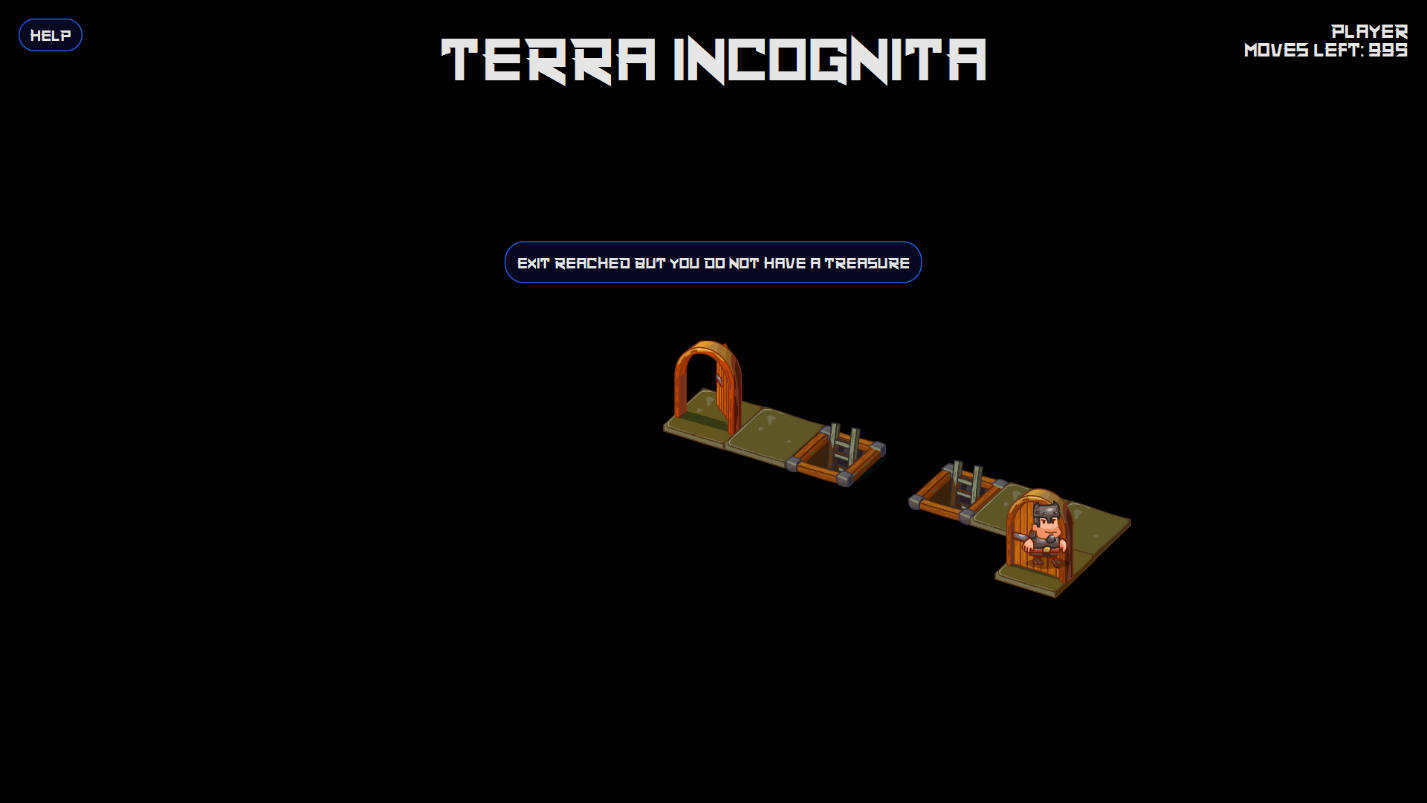 HELP
TERRA INCOGNITA
PLAYER
MOVES LEFT: 995
EXIT REACHED BUT YOU DO NOT HAVE A TREASURE